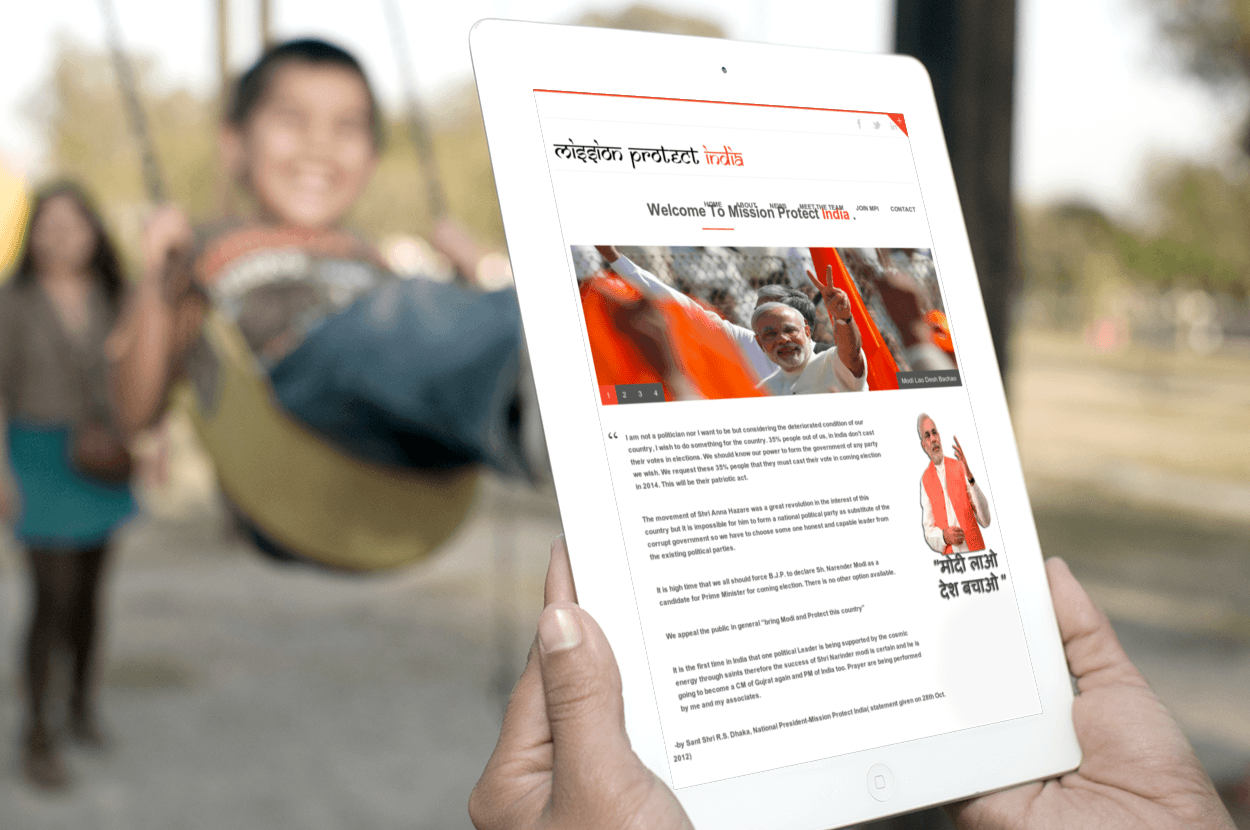 Mission Protect India
HOME ABOUT NEWS MEET THE TEAM JOIN MPI CONTACT
Welcome To Mission Protect India .
1 2 3 4
Modi Lao Desh Bachao
“ I am not a politician nor I want to be but considering the deteriorated condition of our
country, I wish to do something for the country. 35% people out of us, in India don't cast
their votes in elections. We should know our power to form the government of any party
we wish. We request these 35% people that they must cast their vote in coming election
in 2014. This will be their patriotic act.
The movement of Shri Anna Hazare was a great revolution in the interest of this
country but it is impossible for him to form a national political party as substitute of the
corrupt government so we have to choose some one honest and capable leader from
the existing political parties.
It is high time that we all should force B.J.P. to declare Sh. Narender Modi as a
candidate for Prime Minister for coming election. There is no other option available.
We appeal the public in general "bring Modi and Protect this country"
It is the first time in India that one political Leader is being supported by the cosmic
energy through saints therefore the success of Shri Narinder modi is certain and he is
going to become a CM of Gujrat again and PM of India too. Prayer are being performed
by me and my associates.
-by Sant Shri R.S. Dhaka, National President-Mission Protect India( statement given on 28th Oct.
2012)
"मोदी लाओ
देश बचाओ "